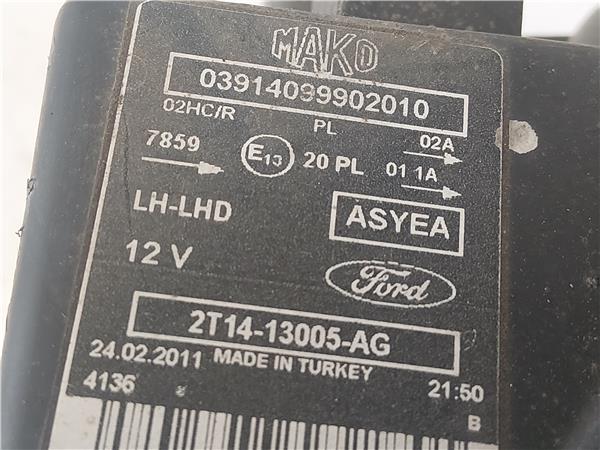 MAKO
03914099902010
02HC/R PL 02A
7859 E13 20 PL 01 1A
LH-LHD ASYEA
12 V Ford
2T14-13005-AG
24.02.2011 MADE IN TURKEY 21:50
4136 B